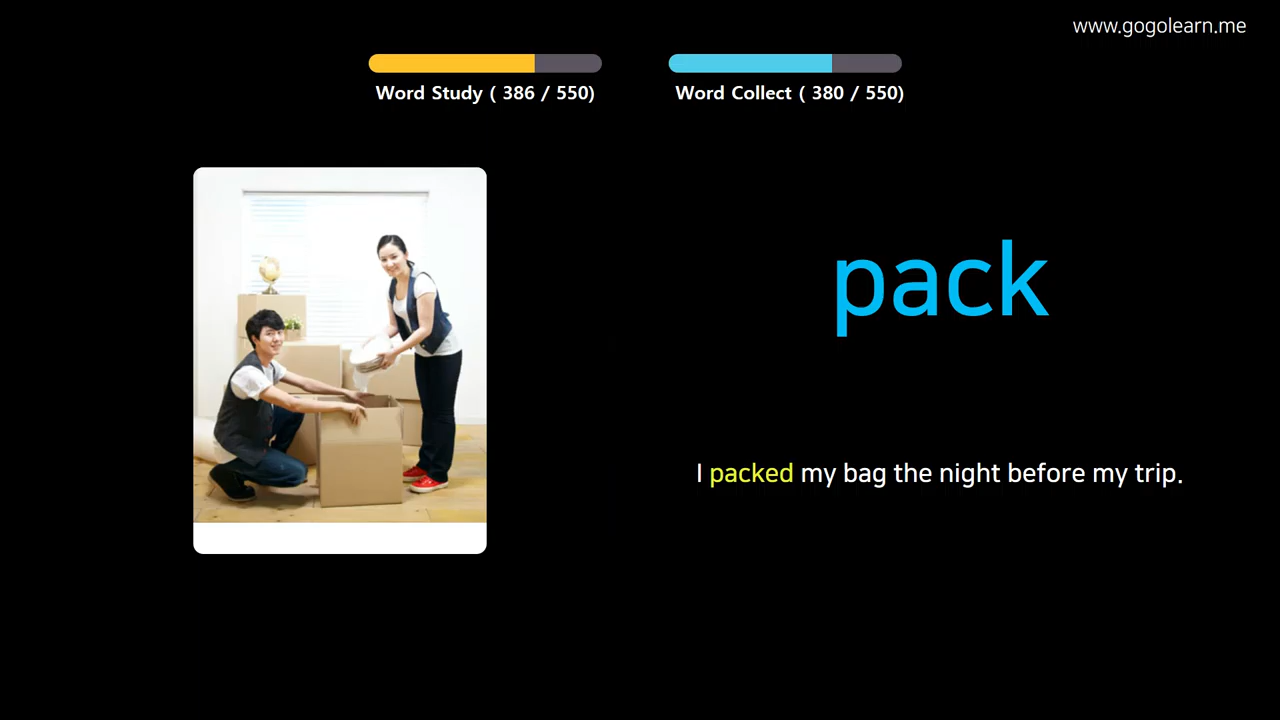 www.gogolearn.me
Word Study ( 386 / 550)
Word Collect ( 380 / 550)
pack
I packed my bag the night before my trip.